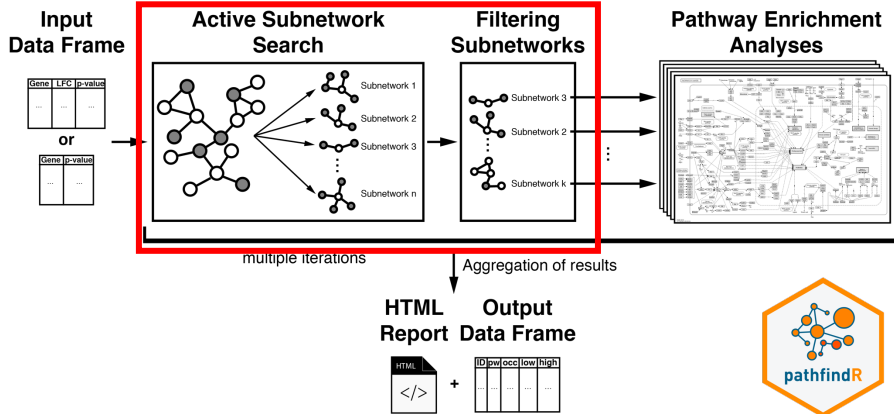 Input
Data Frame
Gene LFC p-value
... ... ...
or
Gene p-value
... ...
Active Subnetwork
Search
Subnetwork 1
Subnetwork 2
Subnetwork 3
Subnetwork n
Filtering
Subnetworks
Subnetwork 3
Subnetwork 2
Subnetwork k
Pathway Enrichment
Analyses
multiple iterations
Aggregation of results
HTML
Report
HTML
</>
+
Output
Data Frame
ID pw occ low high
... ... ... ... ...
pathfindR